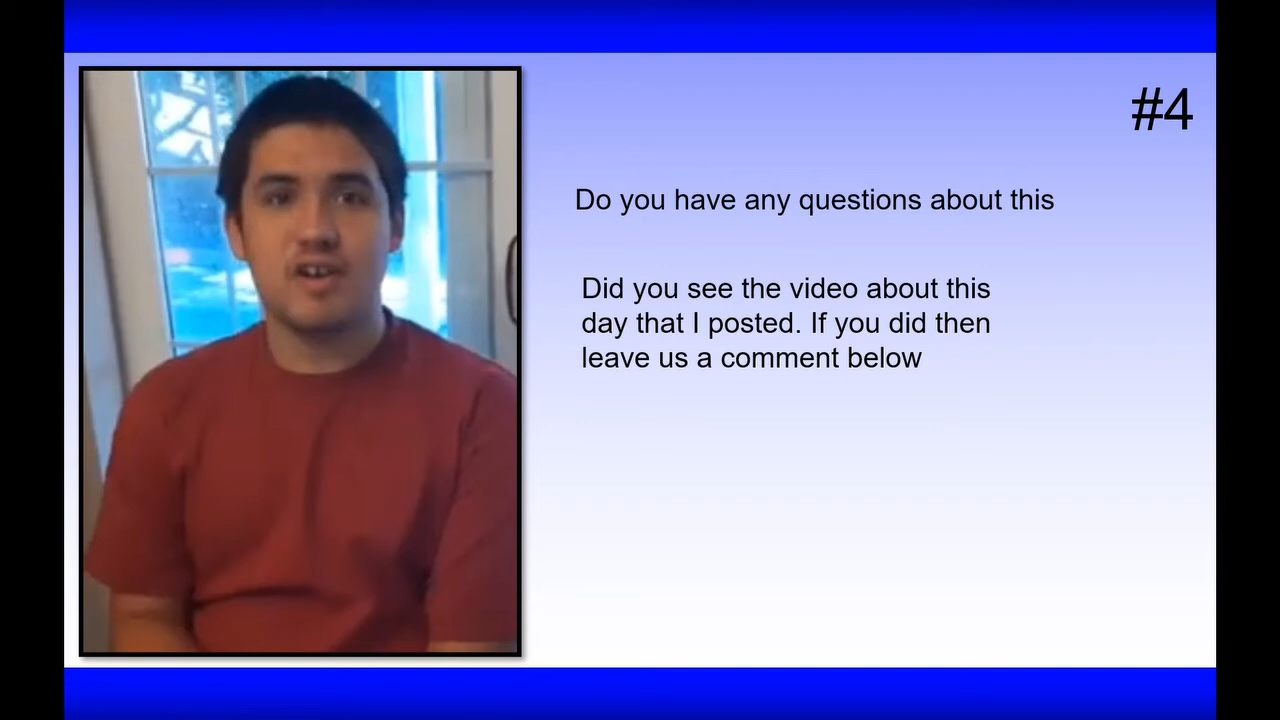 #4
Do you have any questions about this
Did you see the video about this
day that I posted. If you did then
leave us a comment below